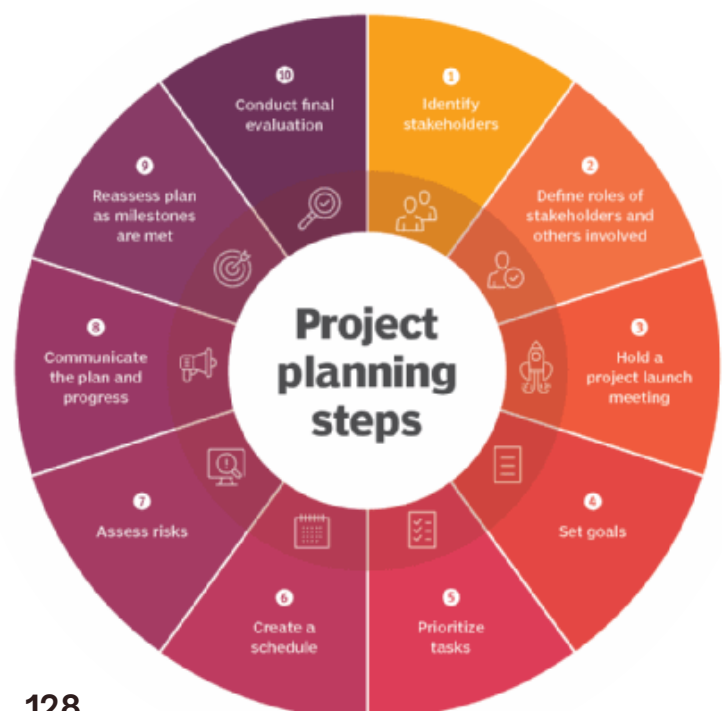 Project
planning
steps
1
Identify
stakeholders
2
Define roles of
stakeholders and
others involved
3
Hold a
project launch
meeting
4
Set goals
5
Prioritize
tasks
6
Create a
schedule
7
Assess risks
8
Communicate
the plan and
progress
9
Reassess plan
as milestones
are met
10
Conduct final
evaluation
128